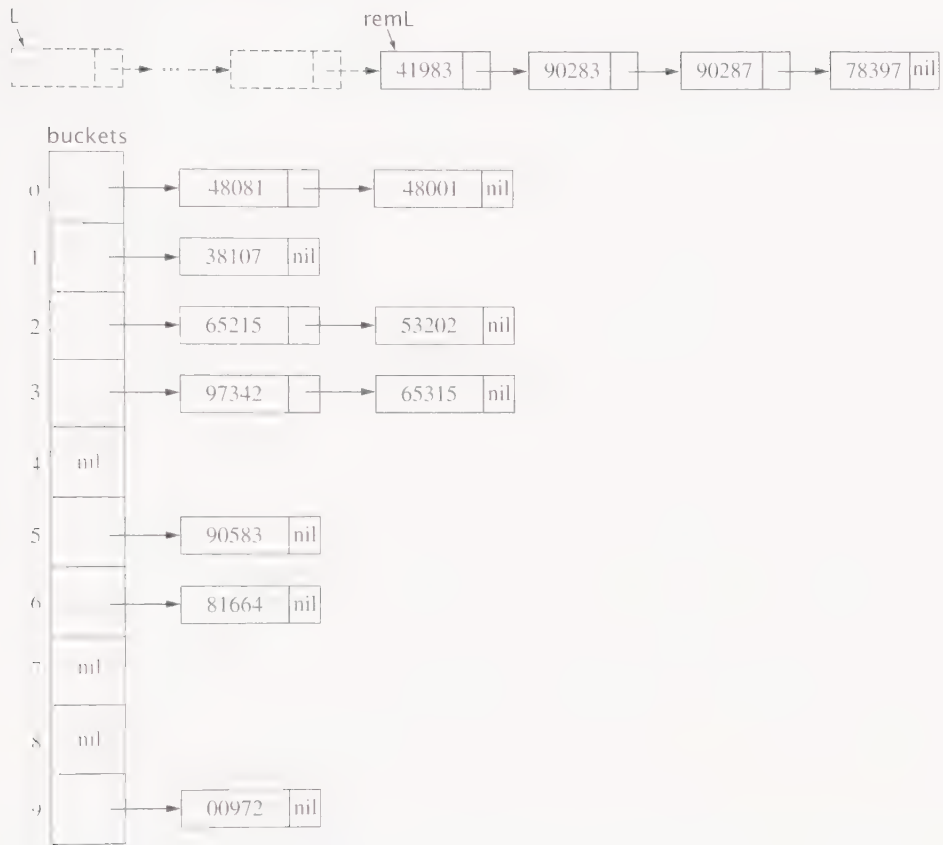 L
remL
...
41983
90283
90287
78397 nil
buckets
0 48081 48001 nil
1 38107 nil
2 65215 53202 nil
3 97342 65315 nil
4 nil
5 90583 nil
6 81664 nil
7 nil
8 nil
9 00972 nil